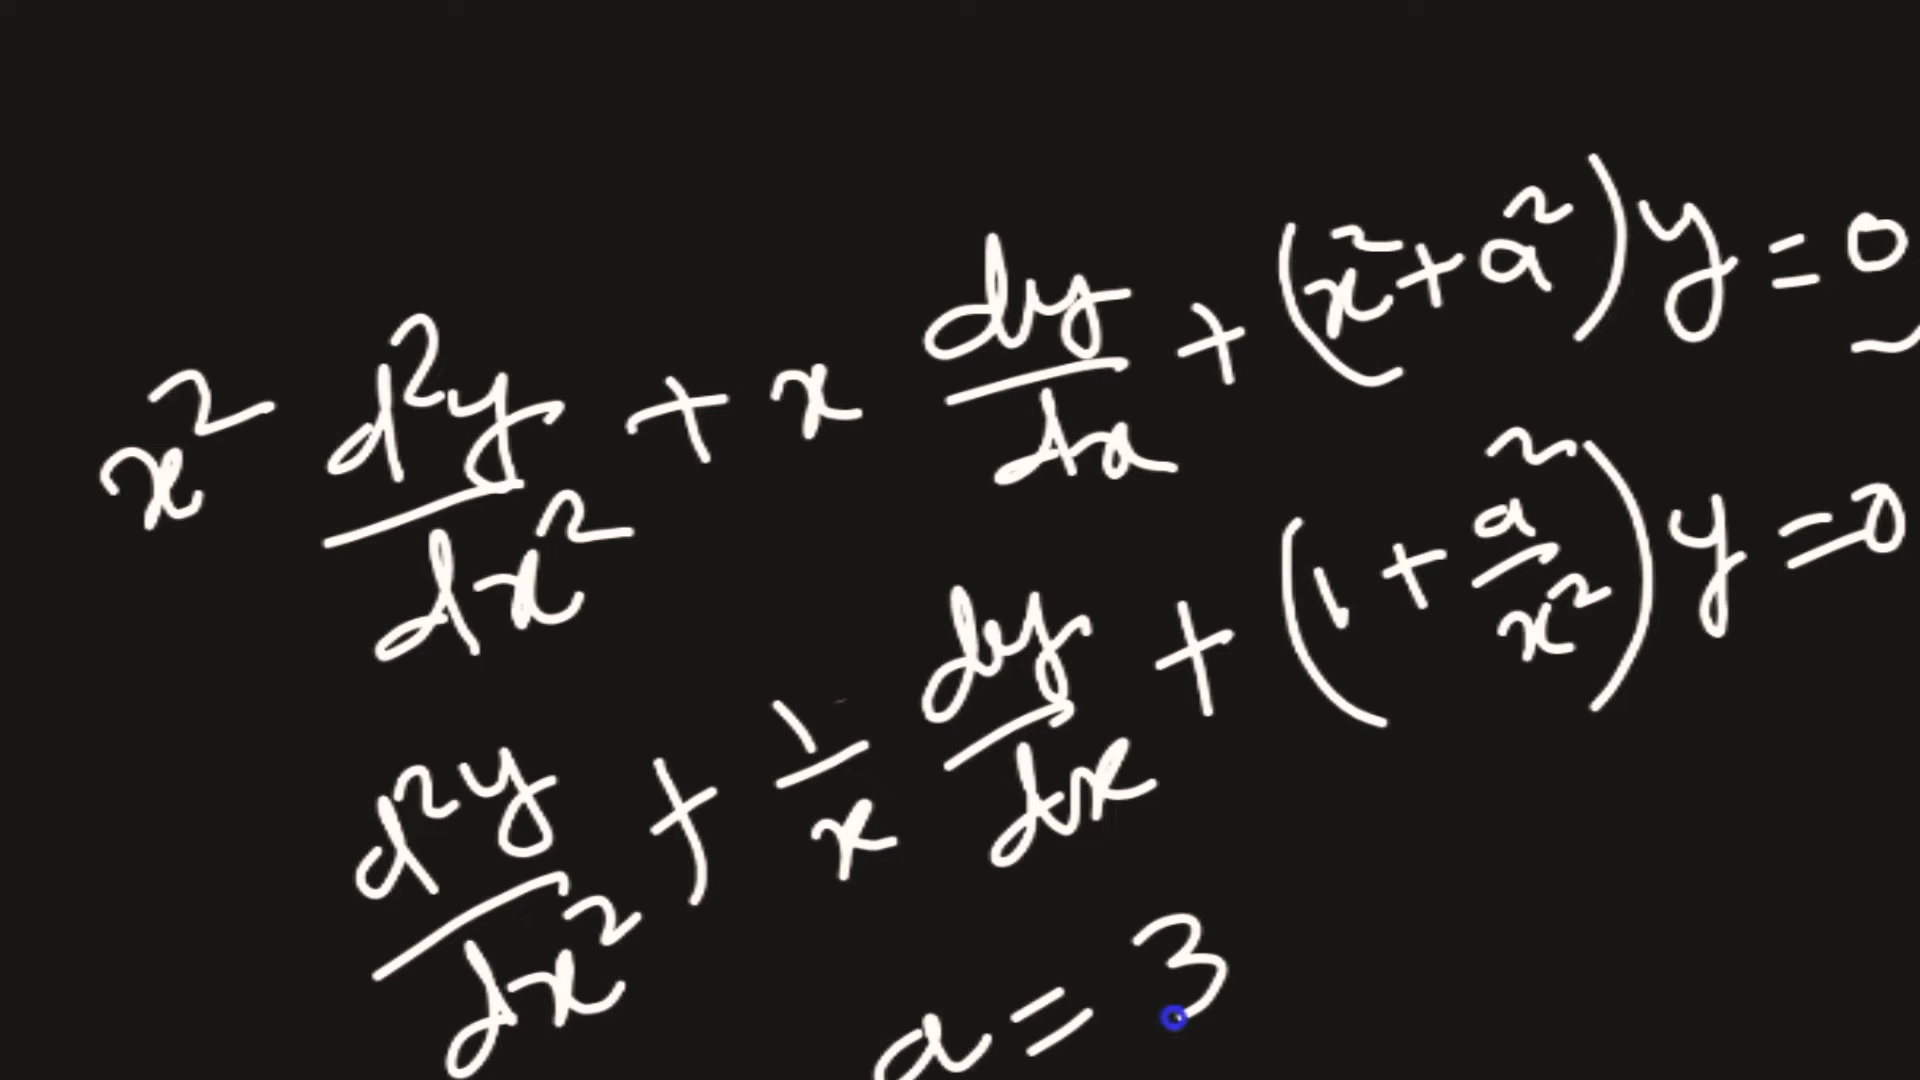 x² d²y/dx² + x dy/dx + (x² + a²)y = 0
d²y/dx² + 1/x dy/dx + (1 + a²/x²)y = 0
a = 3